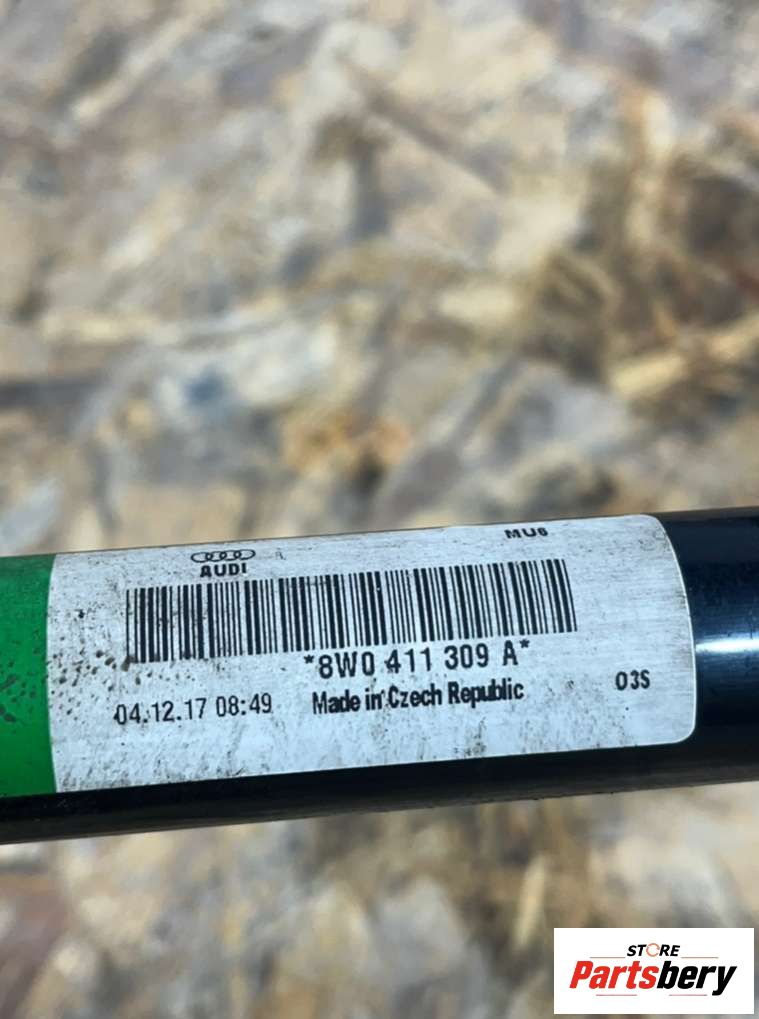 MU6
AUDI
*8W0 411 309 A*
04.12.17 08:49 Made in Czech Republic 03S
STORE
Partsbery